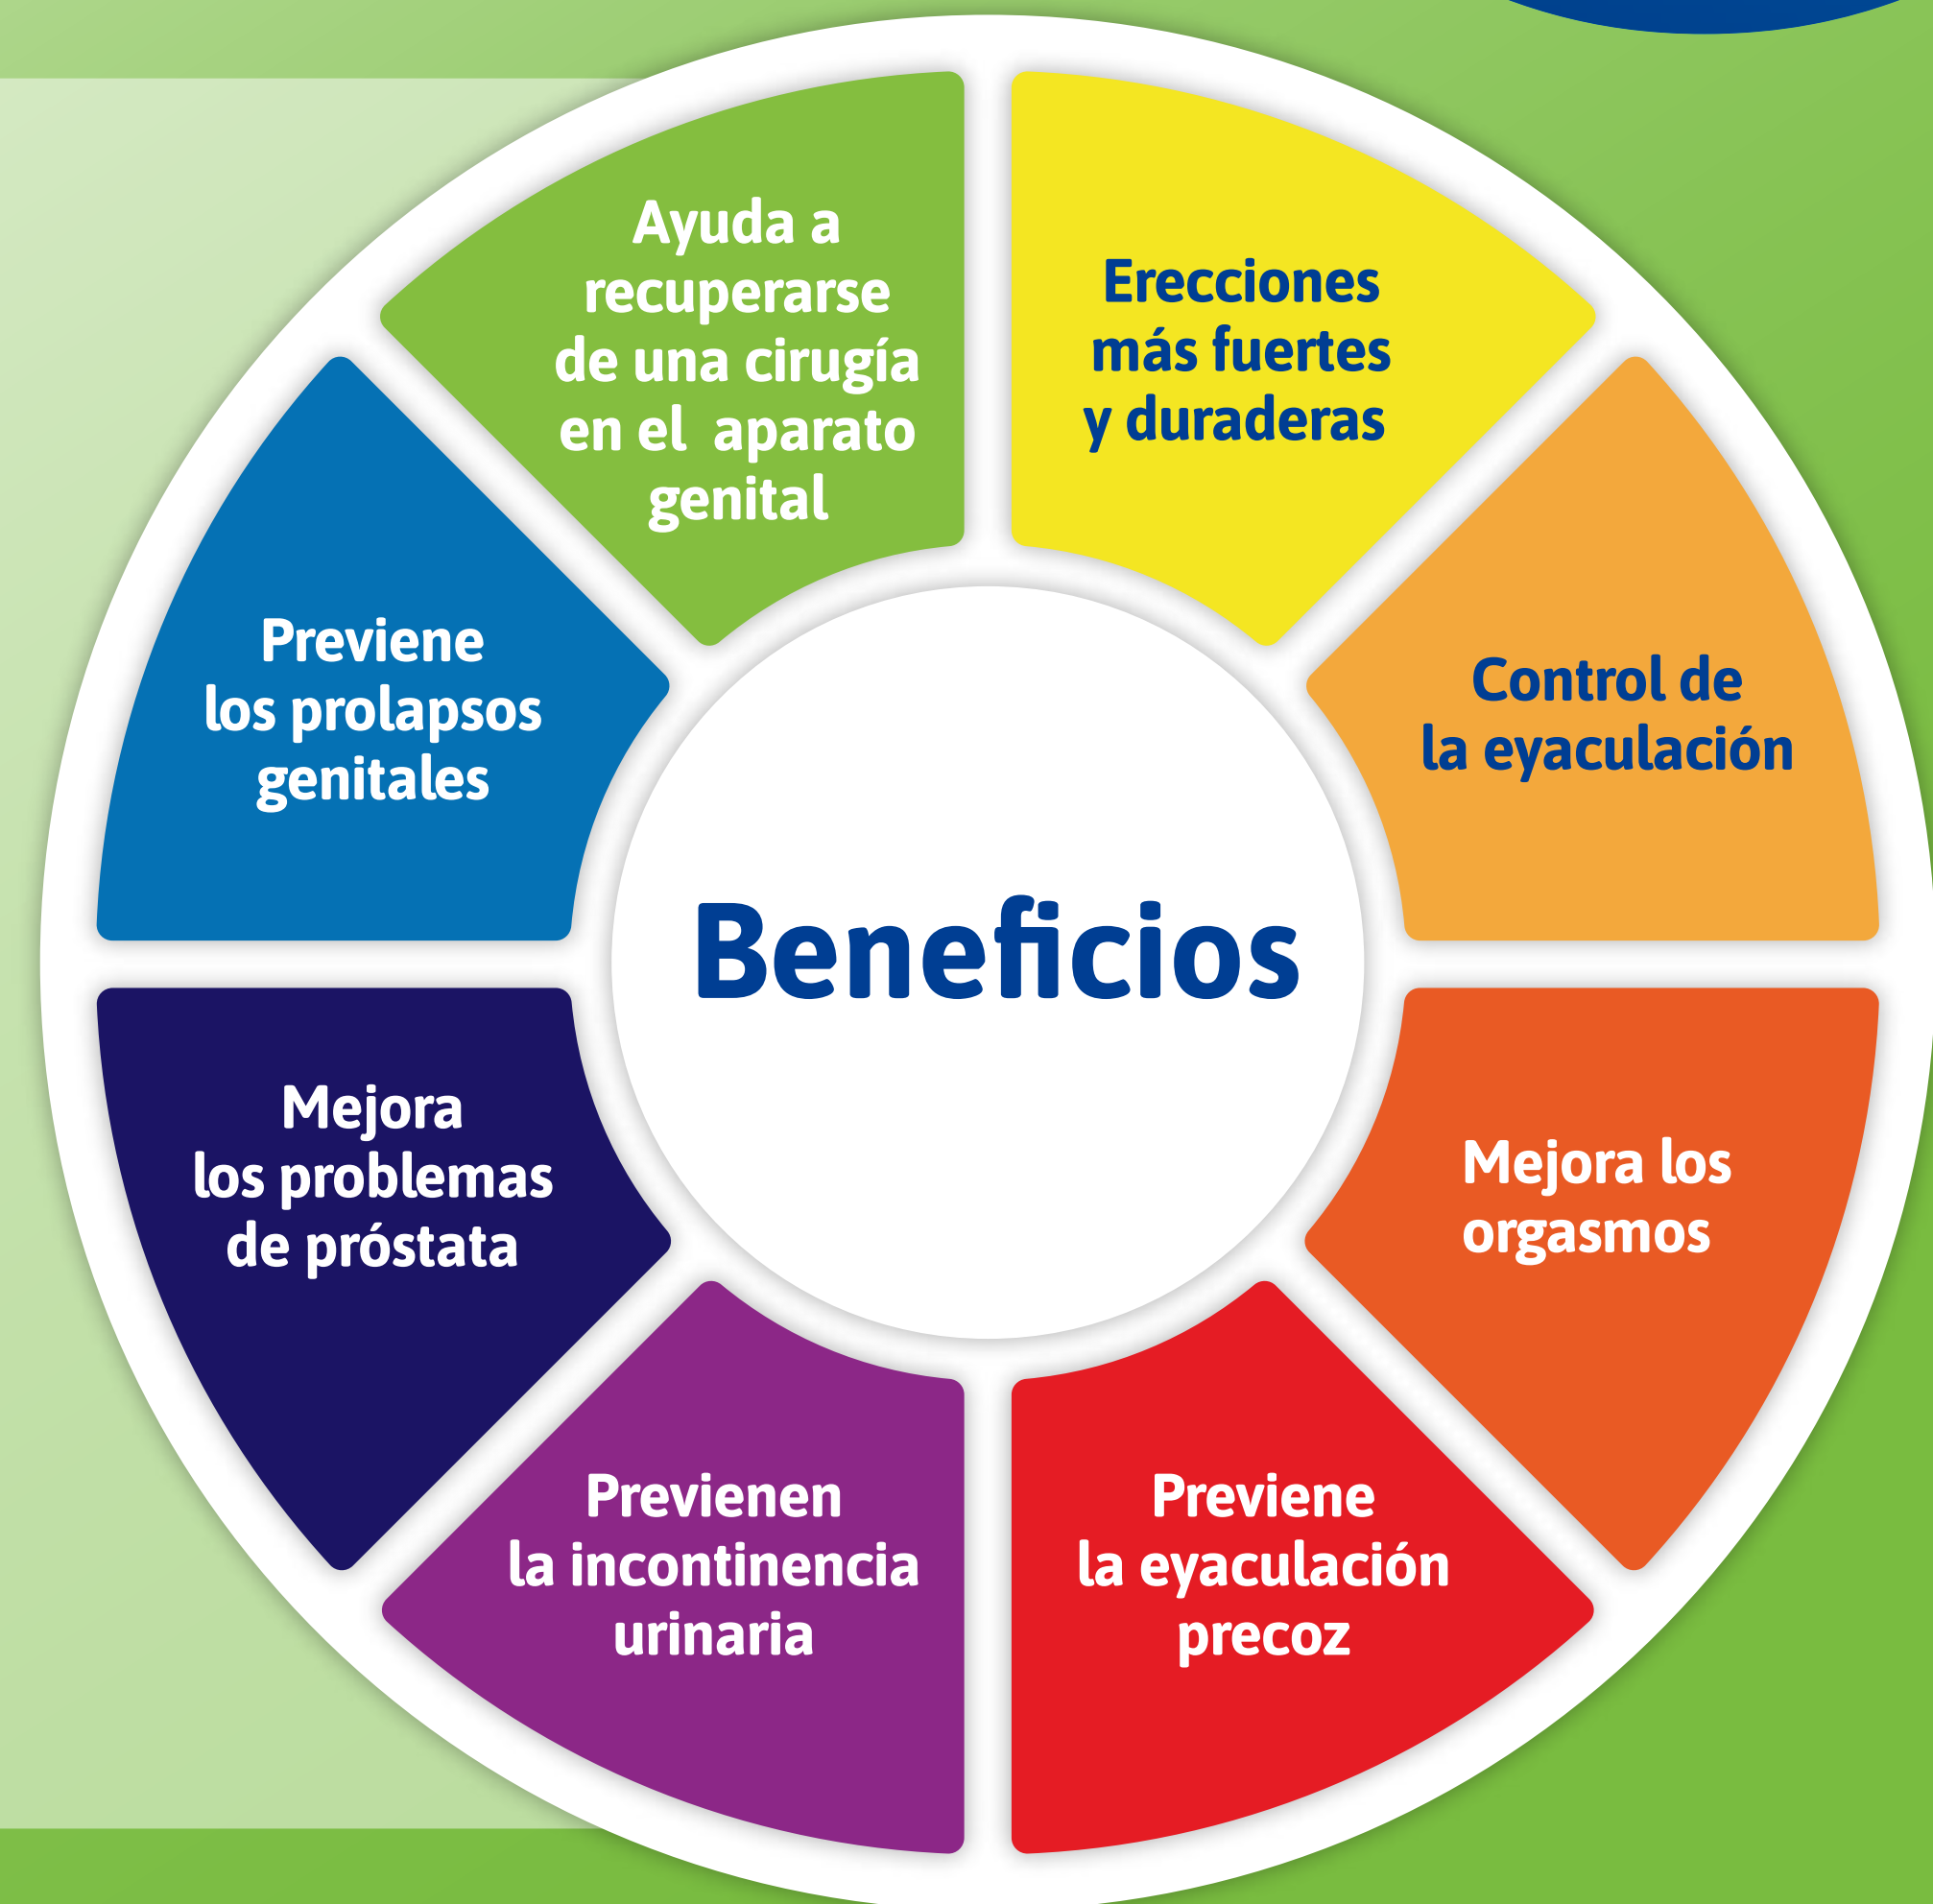 Beneficios
Erecciones
más fuertes
y duraderas
Control de
la eyaculación
Mejora los
orgasmos
Previene
la eyaculación
precoz
Previenen
la incontinencia
urinaria
Mejora
los problemas
de próstata
Previene
los prolapsos
genitales
Ayuda a
recuperarse
de una cirugía
en el aparato
genital